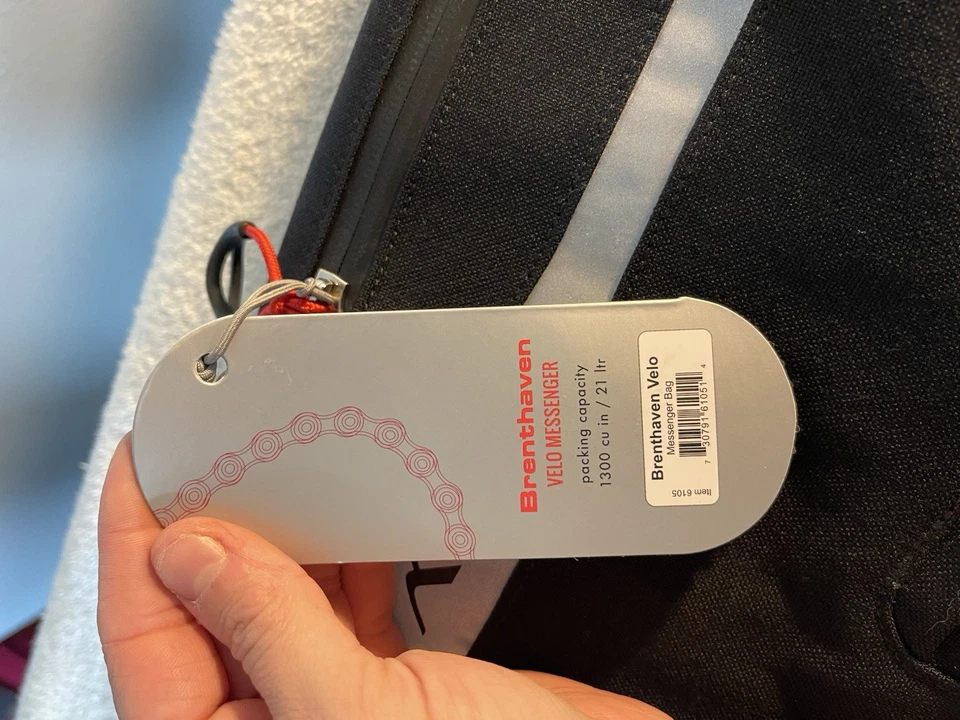 Brenthaven
VELO MESSENGER
packing capacity
1300 cu in / 21 ltr
Brenthaven Velo
Messenger Bag
7 30791 61051 4
Item 6105